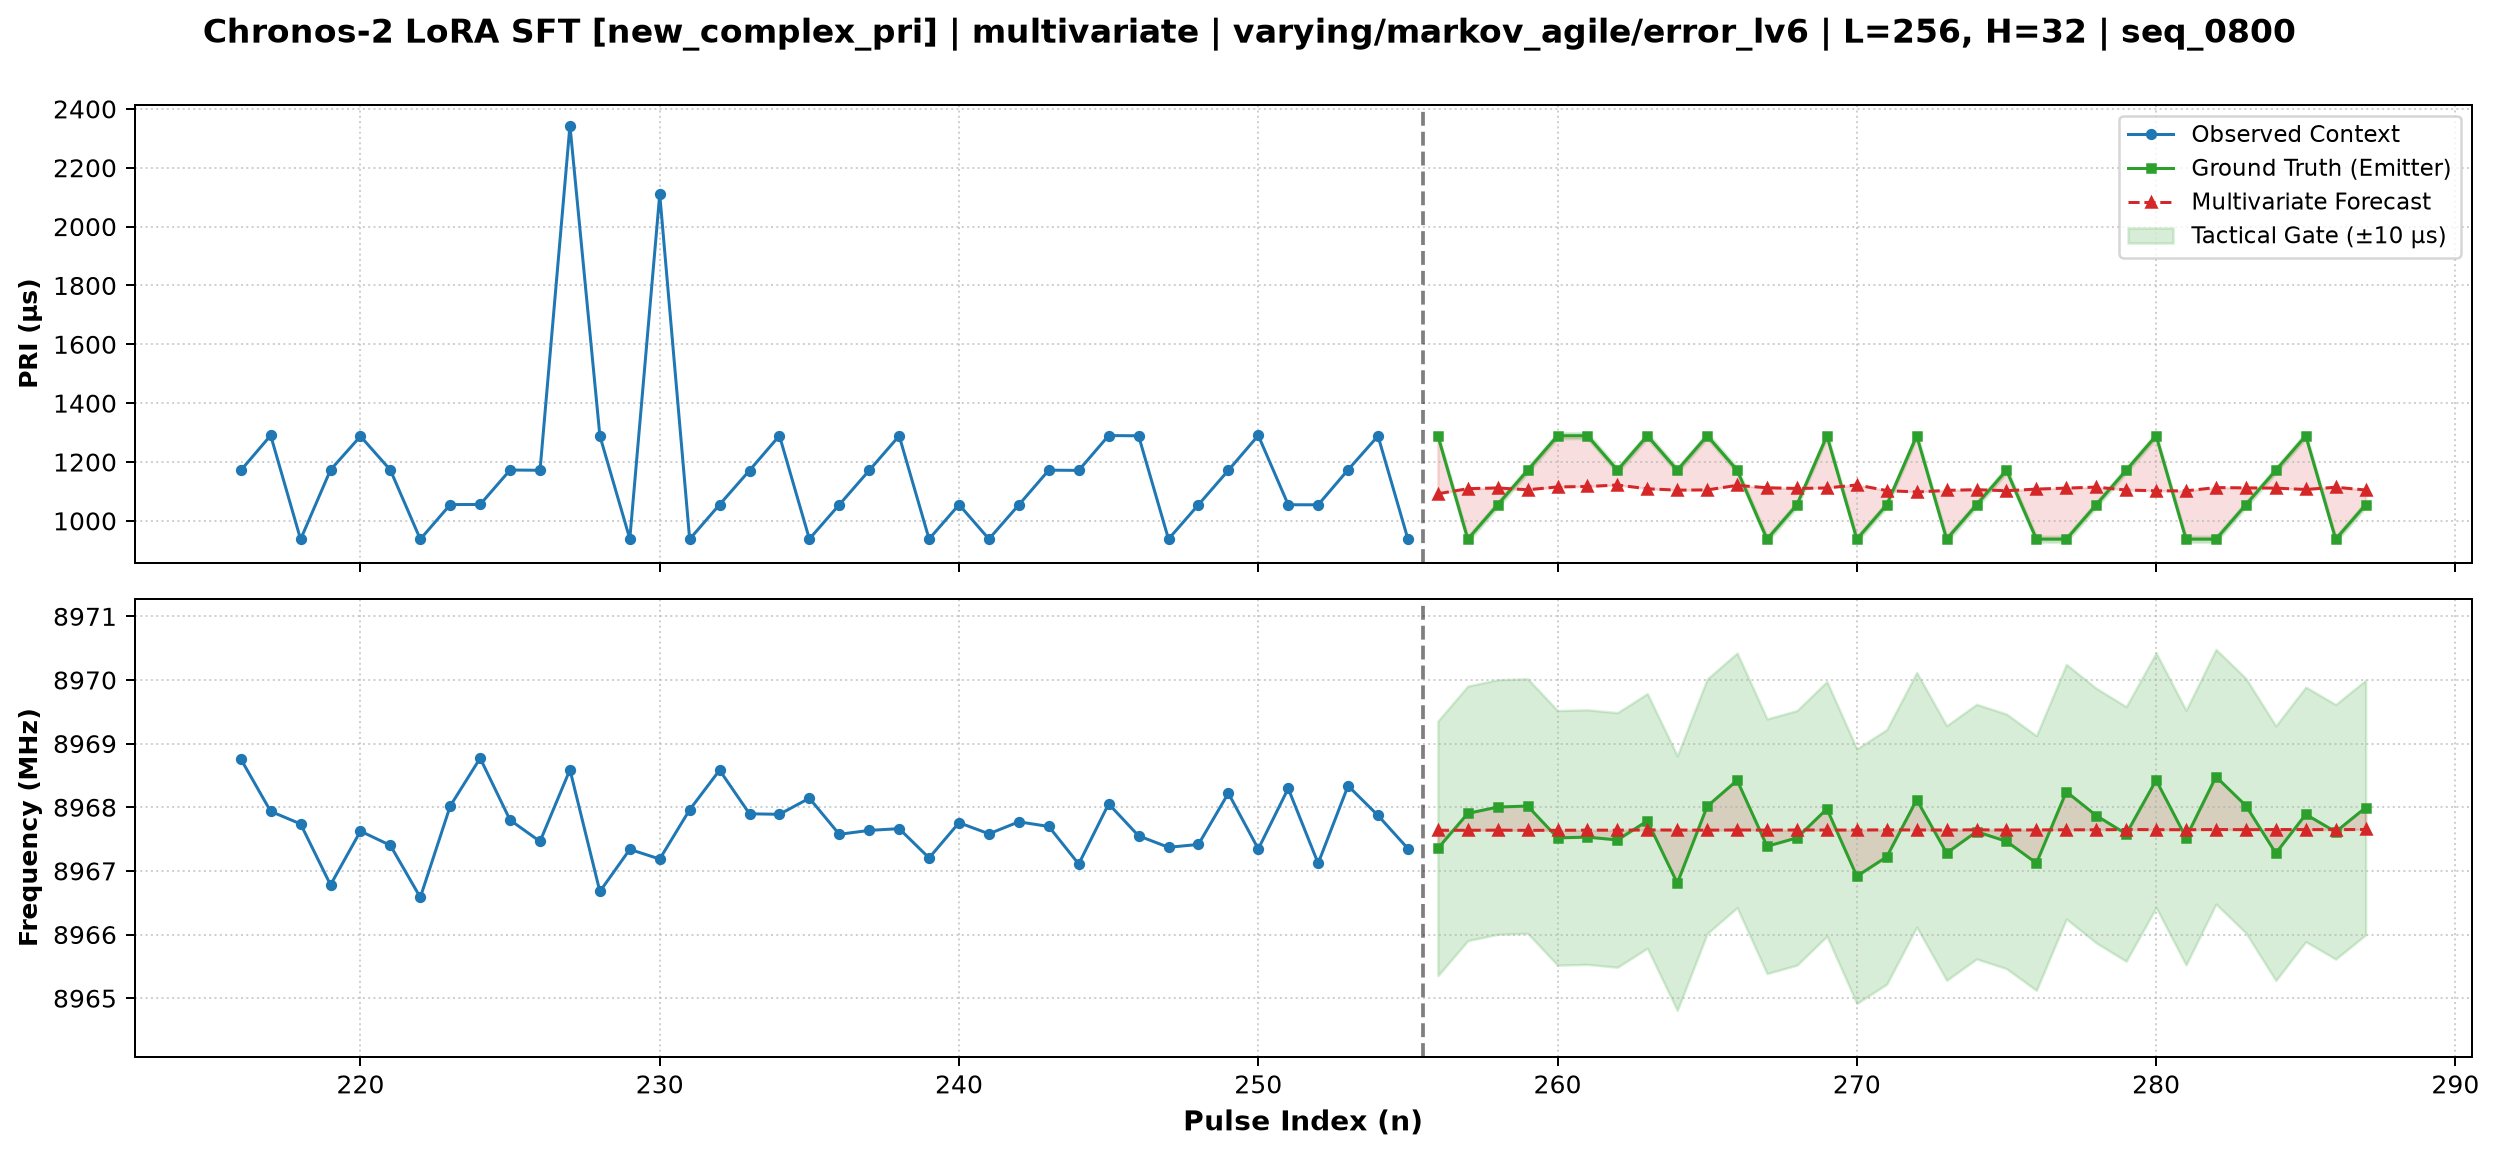 Chronos-2 LoRA SFT [new_complex_pri] | multivariate | varying/markov_agile/error_lv6 | L=256, H=32 | seq_0800
2400
2200
2000
1800
1600
1400
1200
1000
PRI (µs)
Observed Context
Ground Truth (Emitter)
Multivariate Forecast
Tactical Gate (±10 µs)
8971
8970
8969
8968
8967
8966
8965
Frequency (MHz)
220 230 240 250 260 270 280 290
Pulse Index (n)